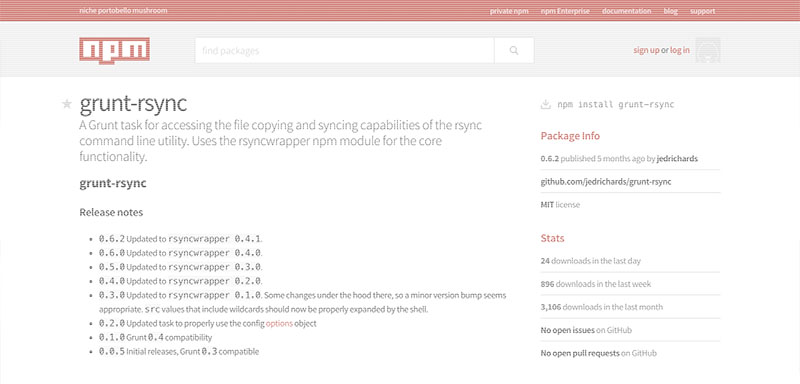 niche portobello mushroom
private npm npm Enterprise documentation blog support
npm
find packages
sign up or log in
grunt-rsync
A Grunt task for accessing the file copying and syncing capabilities of the rsync
command line utility. Uses the rsyncwrapper npm module for the core
functionality.
grunt-rsync
Release notes
0.6.2 Updated to rsyncwrapper 0.4.1.
0.6.0 Updated to rsyncwrapper 0.4.0.
0.5.0 Updated to rsyncwrapper 0.3.0.
0.4.0 Updated to rsyncwrapper 0.2.0.
0.3.0 Updated to rsyncwrapper 0.1.0. Some changes under the hood there, so a minor version bump seems
appropriate. src values that include wildcards should now be properly expanded by the shell.
0.2.0 Updated task to properly use the config options object
0.1.0 Grunt 0.4 compatibility
0.0.5 Initial releases, Grunt 0.3 compatible
npm install grunt-rsync
Package Info
0.6.2 published 5 months ago by jedrichards
github.com/jedrichards/grunt-rsync
MIT license
Stats
24 downloads in the last day
896 downloads in the last week
3,106 downloads in the last month
No open issues on GitHub
No open pull requests on GitHub